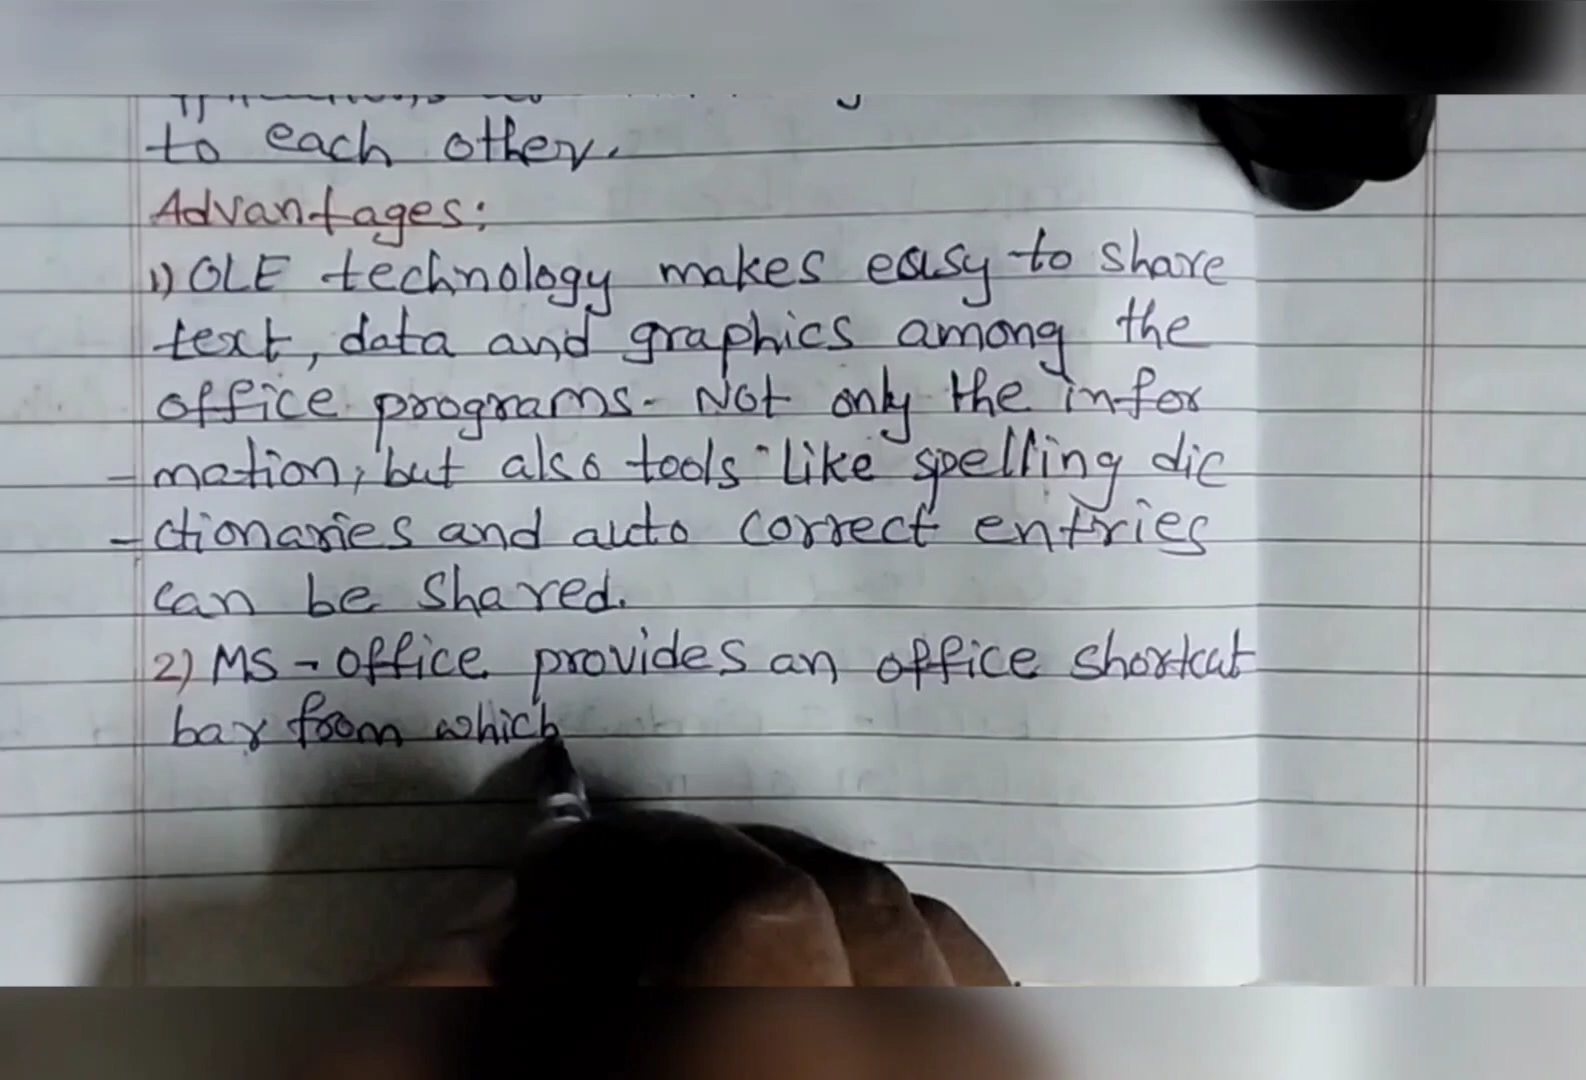 to each other.
Advantages:
1) OLE technology makes easy to share
text, data and graphics among the
office programs. Not only the infor
-mation, but also tools like spelling dic
-ctionaries and auto correct entries
can be shared.
2) MS-office provides an office shortcut
bar from which